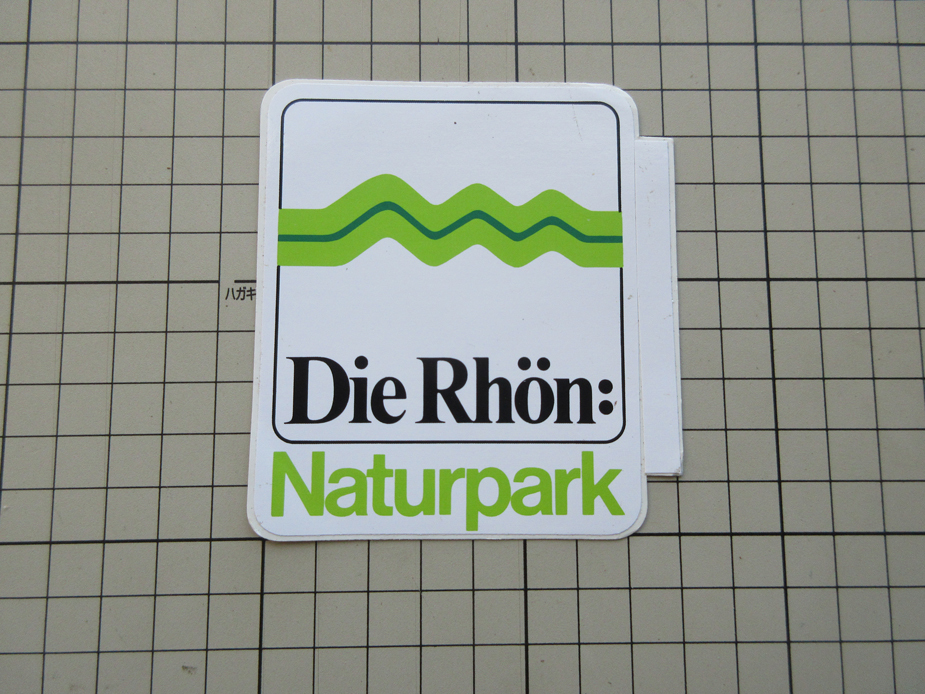 ハガキ
Die Rhön:
Naturpark